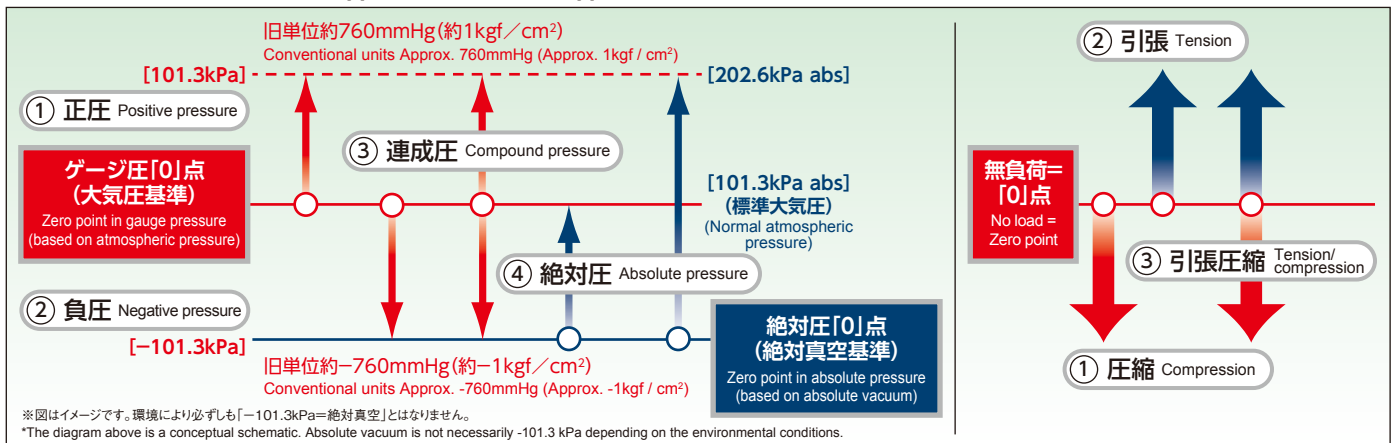 旧単位約760mmHg(約1kgf／cm²)
Conventional units Approx. 760mmHg (Approx. 1kgf / cm²)
[101.3kPa]
[202.6kPa abs]
① 正圧 Positive pressure
③ 連成圧 Compound pressure
ゲージ圧「0」点
(大気圧基準)
Zero point in gauge pressure
(based on atmospheric pressure)
[101.3kPa abs]
(標準大気圧)
(Normal atmospheric
pressure)
④ 絶対圧 Absolute pressure
② 負圧 Negative pressure
[−101.3kPa]
旧単位約−760mmHg(約−1kgf／cm²)
Conventional units Approx. -760mmHg (Approx. -1kgf / cm²)
絶対圧「0」点
(絶対真空基準)
Zero point in absolute pressure
(based on absolute vacuum)
※図はイメージです。環境により必ずしも「−101.3kPa=絶対真空」とはなりません。
*The diagram above is a conceptual schematic. Absolute vacuum is not necessarily -101.3 kPa depending on the environmental conditions.
② 引張 Tension
無負荷=
「0」点
No load =
Zero point
③ 引張圧縮 Tension/
compression
① 圧縮 Compression